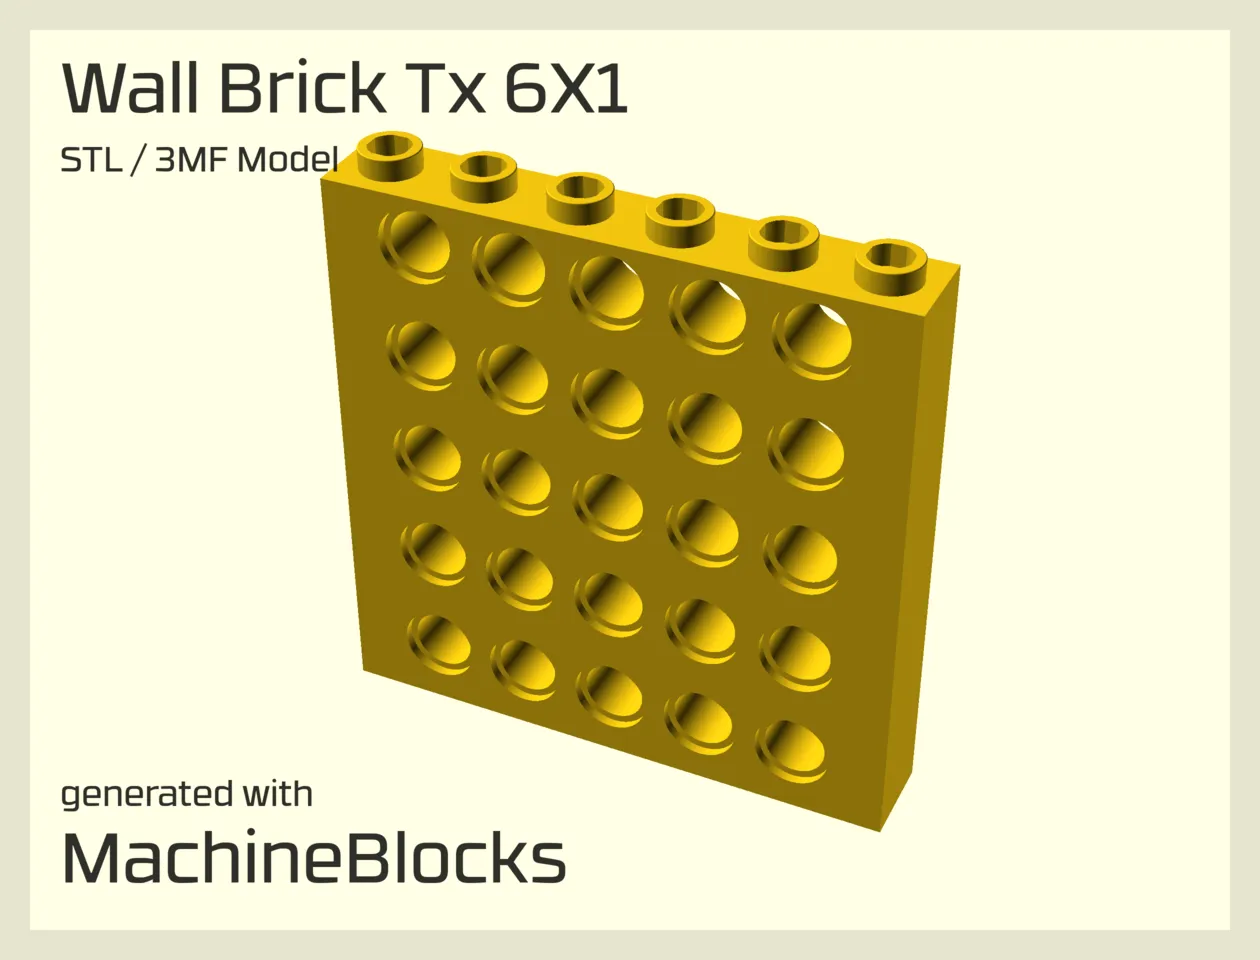 Wall Brick Tx 6X1
STL / 3MF Model
generated with
MachineBlocks